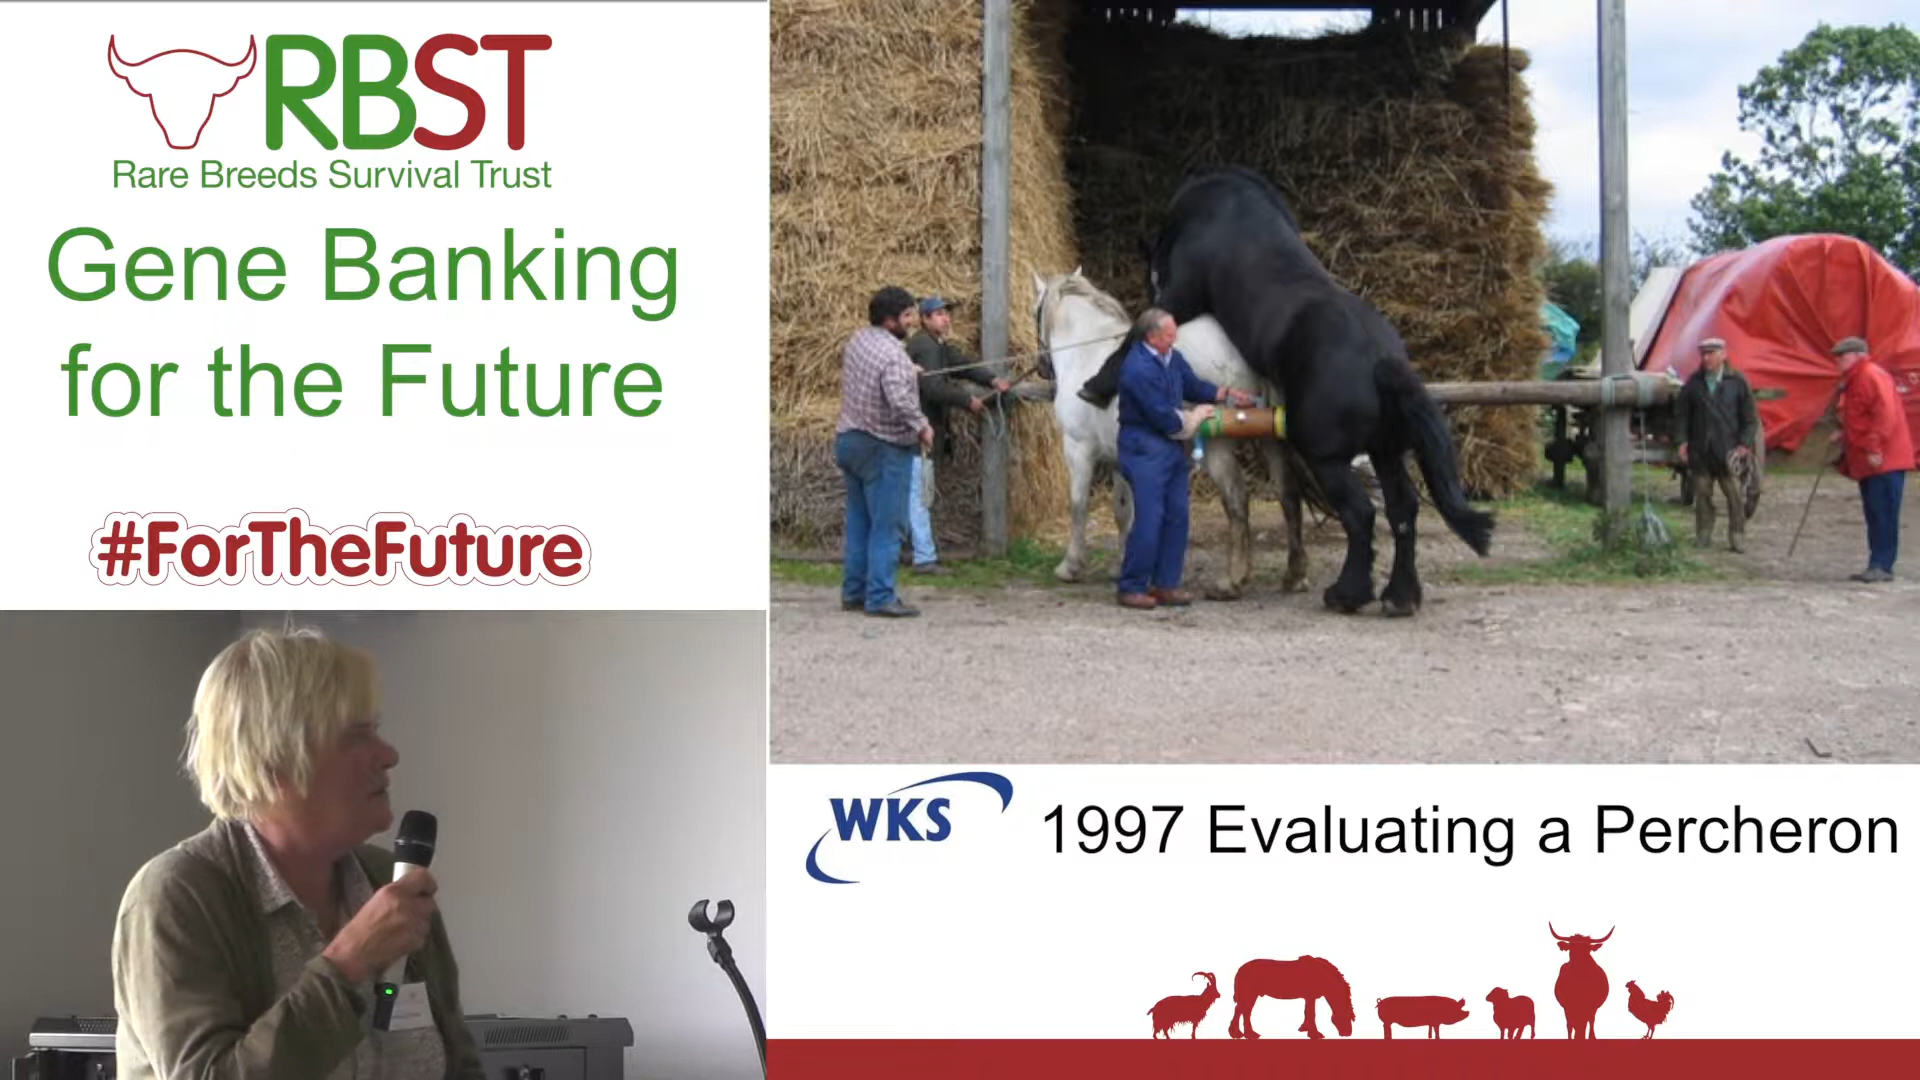 RBST
Rare Breeds Survival Trust
Gene Banking
for the Future
#ForTheFuture
WKS
1997 Evaluating a Percheron